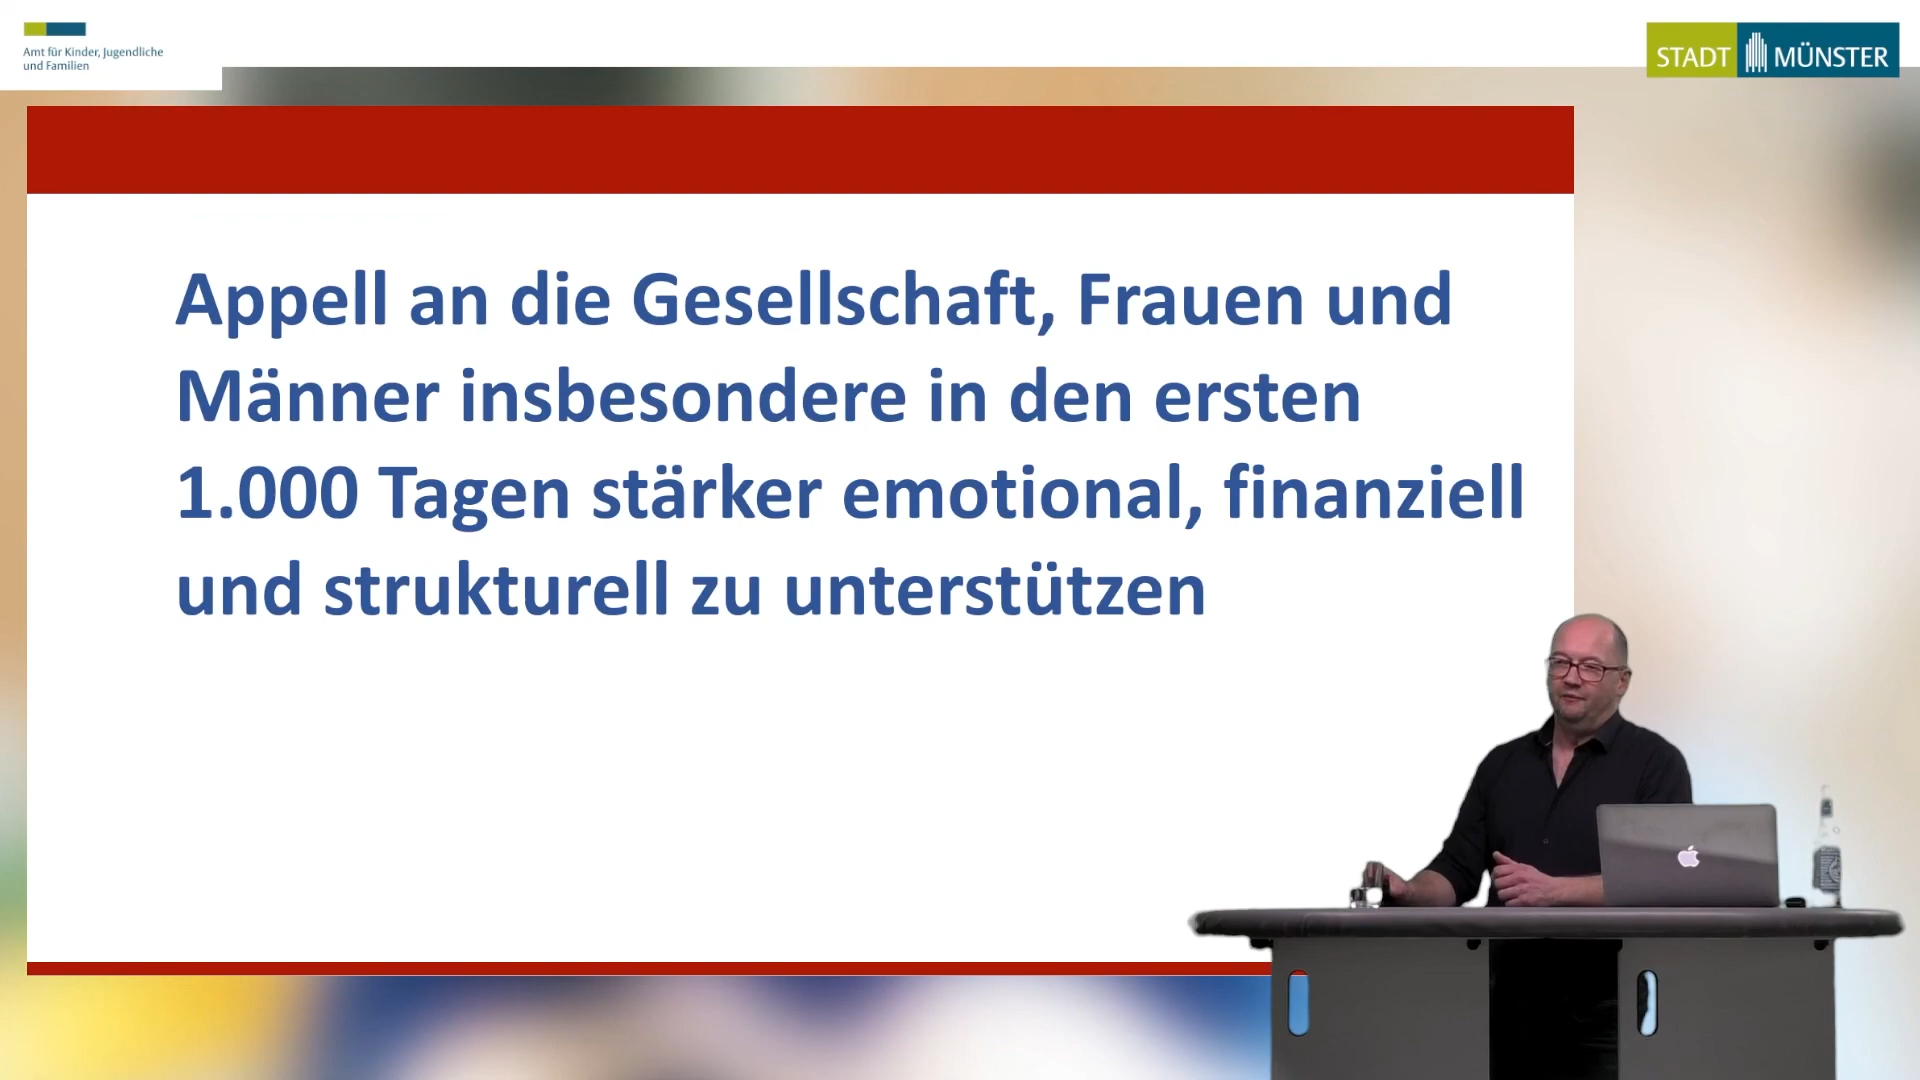 Amt für Kinder, Jugendliche
und Familien
STADT MÜNSTER
Appell an die Gesellschaft, Frauen und
Männer insbesondere in den ersten
1.000 Tagen stärker emotional, finanziell
und strukturell zu unterstützen